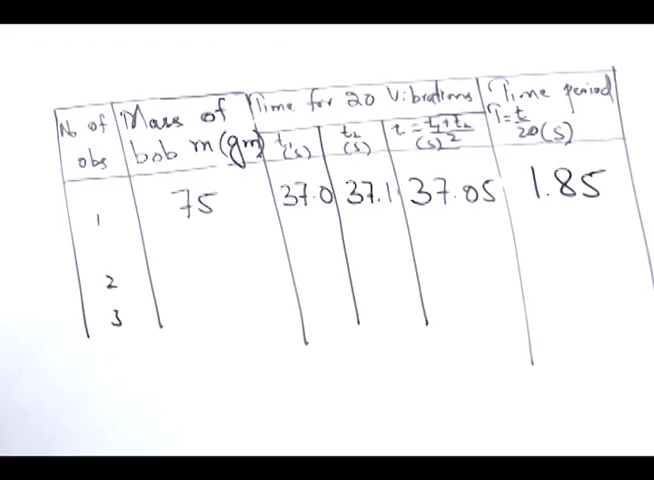 No of obs | Mass of bob m (gm) | Time for 20 Vibrations | Time period T = t/20 (s)
t₁ (s) | t₂ (s) | t = t₁+t₂/2 (s)
1 | 75 | 37.0 | 37.1 | 37.05 | 1.85
2
3